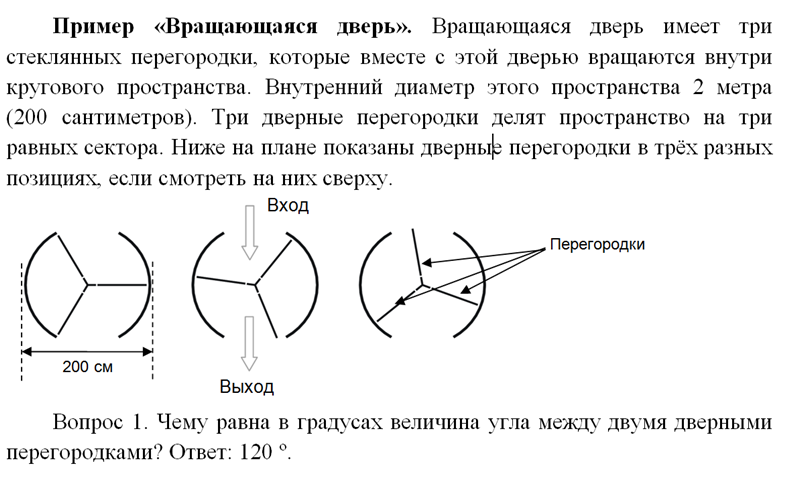 Пример «Вращающаяся дверь». Вращающаяся дверь имеет три
стеклянных перегородки, которые вместе с этой дверью вращаются внутри
кругового пространства. Внутренний диаметр этого пространства 2 метра
(200 сантиметров). Три дверные перегородки делят пространство на три
равных сектора. Ниже на плане показаны дверные перегородки в трёх разных
позициях, если смотреть на них сверху.
Вход
Перегородки
200 см
Выход
Вопрос 1. Чему равна в градусах величина угла между двумя дверными
перегородками? Ответ: 120 º.